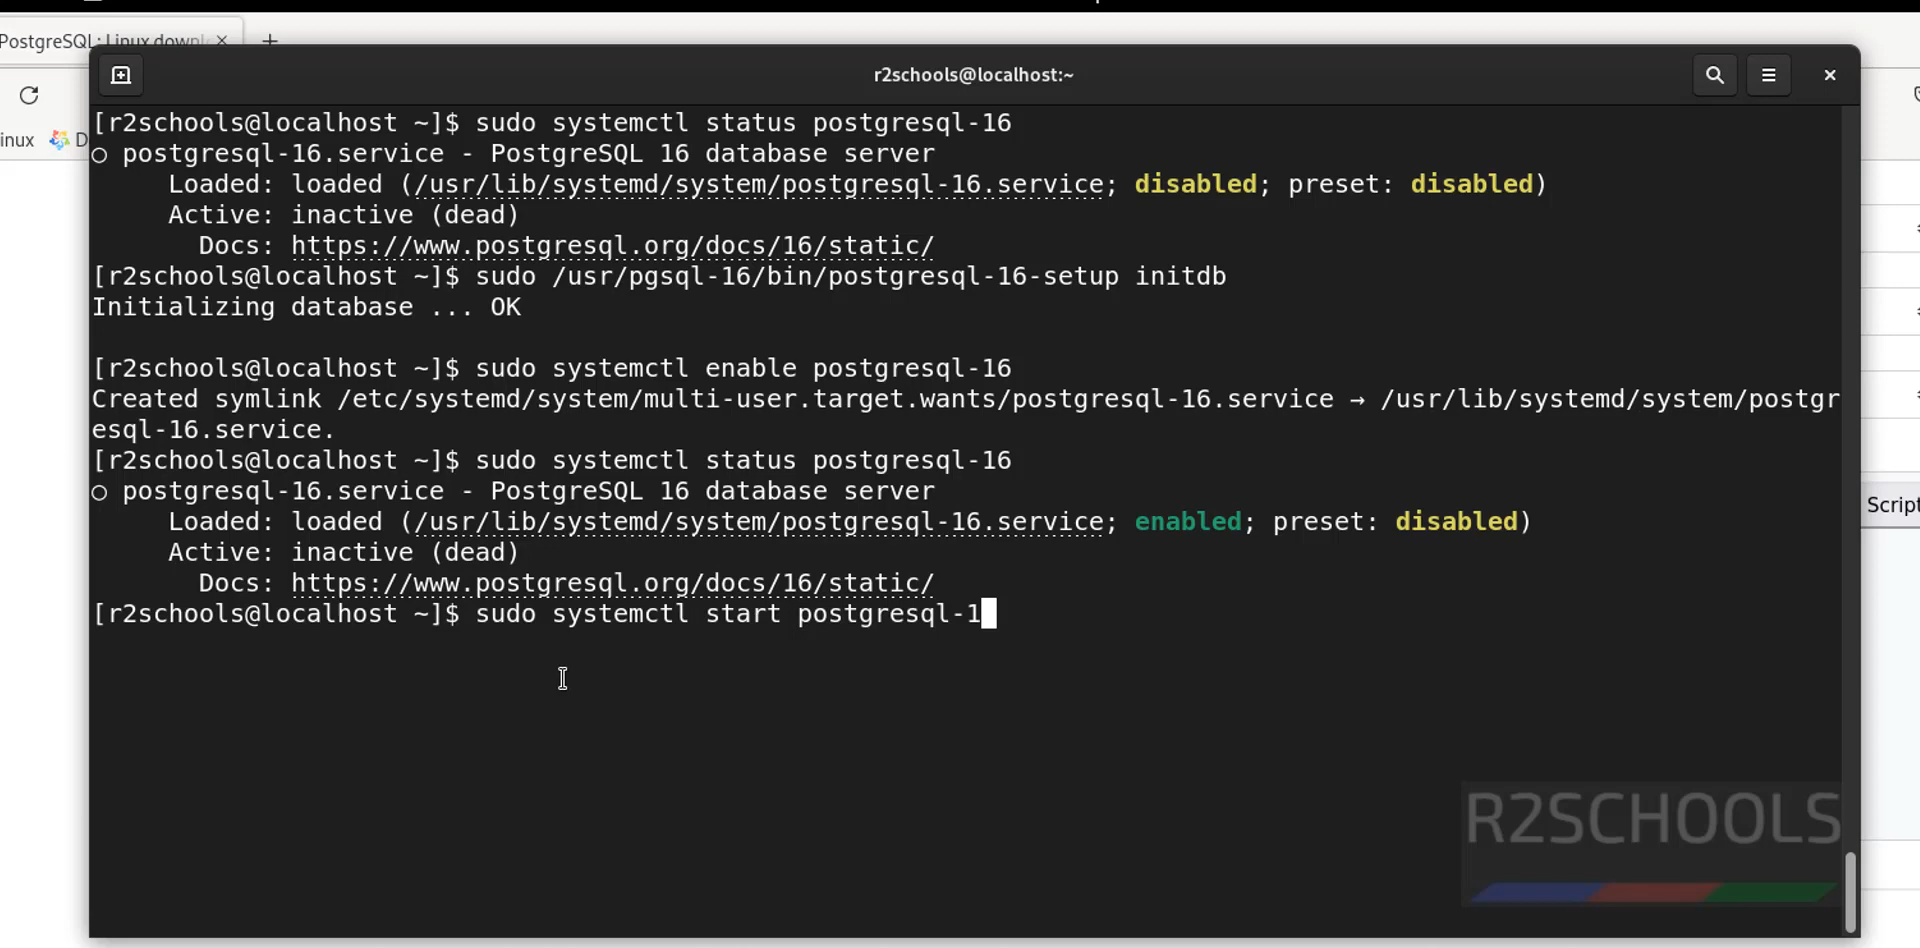 PostgreSQL: Linux downl
r2schools@localhost:~
inux D
[r2schools@localhost ~]$ sudo systemctl status postgresql-16
○ postgresql-16.service - PostgreSQL 16 database server
Loaded: loaded (/usr/lib/systemd/system/postgresql-16.service; disabled; preset: disabled)
Active: inactive (dead)
Docs: https://www.postgresql.org/docs/16/static/
[r2schools@localhost ~]$ sudo /usr/pgsql-16/bin/postgresql-16-setup initdb
Initializing database ... OK
[r2schools@localhost ~]$ sudo systemctl enable postgresql-16
Created symlink /etc/systemd/system/multi-user.target.wants/postgresql-16.service → /usr/lib/systemd/system/postgr
esql-16.service.
[r2schools@localhost ~]$ sudo systemctl status postgresql-16
○ postgresql-16.service - PostgreSQL 16 database server
Loaded: loaded (/usr/lib/systemd/system/postgresql-16.service; enabled; preset: disabled)
Active: inactive (dead)
Docs: https://www.postgresql.org/docs/16/static/
[r2schools@localhost ~]$ sudo systemctl start postgresql-1
Script
R2SCHOOLS